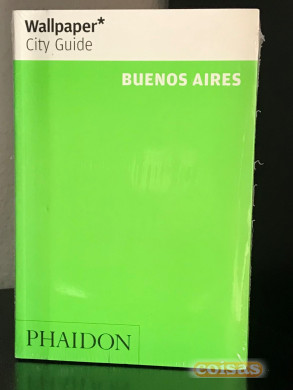 Wallpaper*
City Guide
BUENOS AIRES
PHAIDON
coisas